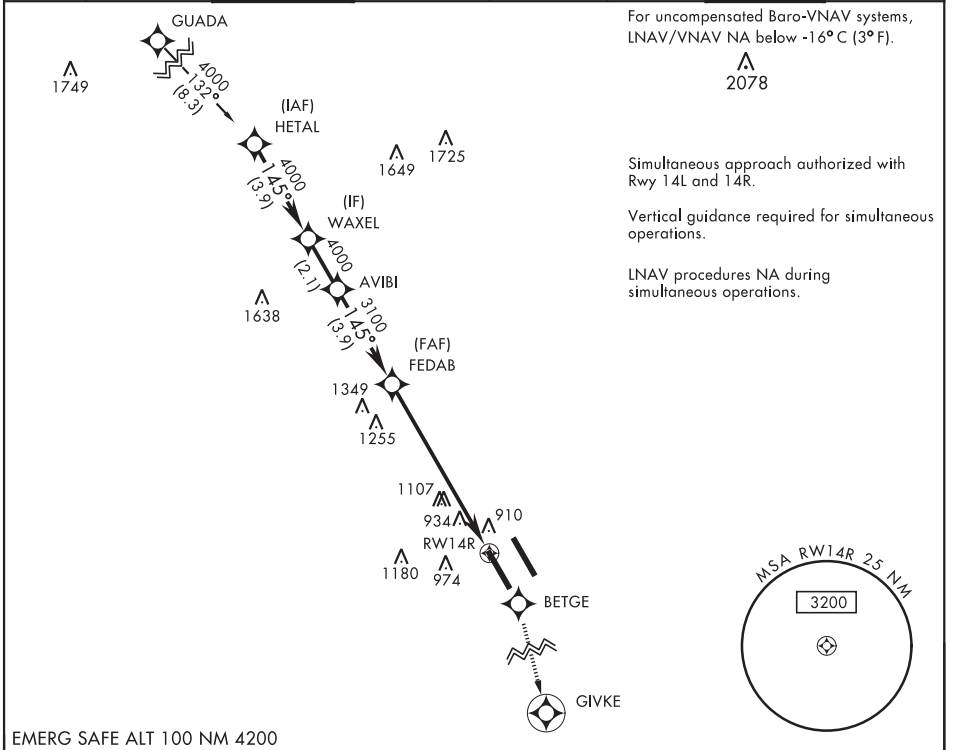 GUADA
For uncompensated Baro-VNAV systems,
LNAV/VNAV NA below -16°C (3°F).
1749
2078
4000
132°
(8.3)
(IAF)
HETAL
1649
1725
4000
145°
(3.9)
Simultaneous approach authorized with
Rwy 14L and 14R.
(IF)
WAXEL
Vertical guidance required for simultaneous
operations.
4000
(2.1)
AVIBI
LNAV procedures NA during
simultaneous operations.
1638
3100
145°
(3.9)
(FAF)
FEDAB
1349
1255
1107
934
910
RW14R
1180
974
MSA RW14R 25 NM
3200
BETGE
GIVKE
EMERG SAFE ALT 100 NM 4200